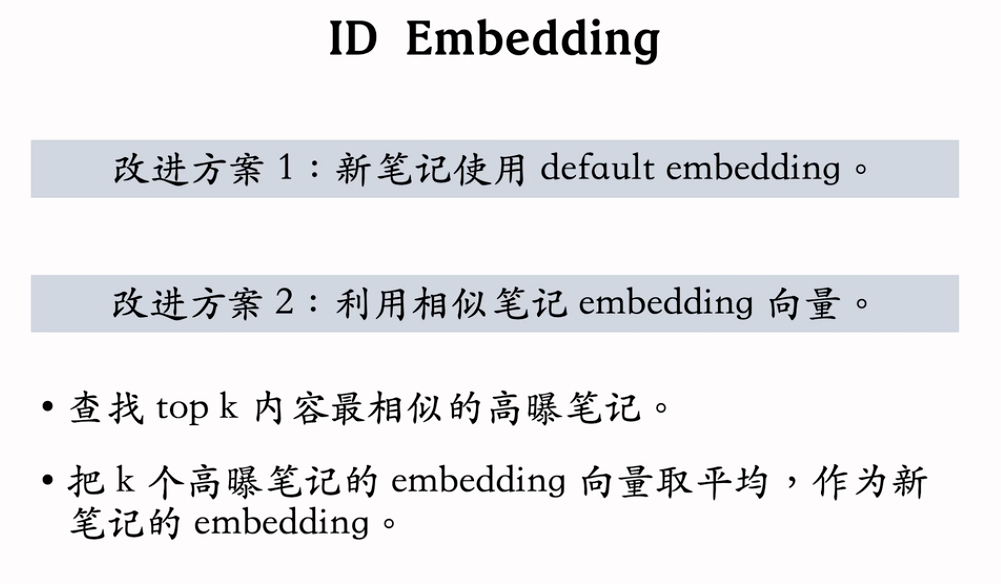 ID Embedding
改进方案 1：新笔记使用 default embedding。
改进方案 2：利用相似笔记 embedding 向量。
• 查找 top k 内容最相似的高曝笔记。
• 把 k 个高曝笔记的 embedding 向量取平均，作为新
笔记的 embedding。